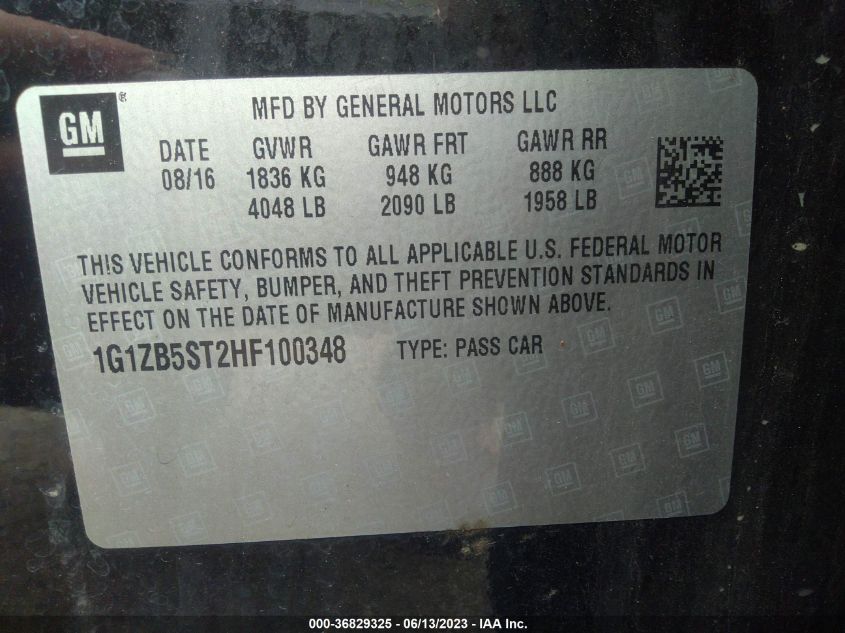 GM®
MFD BY GENERAL MOTORS LLC
DATE GVWR GAWR FRT GAWR RR
08/16 1836 KG 948 KG 888 KG
4048 LB 2090 LB 1958 LB
THIS VEHICLE CONFORMS TO ALL APPLICABLE U.S. FEDERAL MOTOR
VEHICLE SAFETY, BUMPER, AND THEFT PREVENTION STANDARDS IN
EFFECT ON THE DATE OF MANUFACTURE SHOWN ABOVE.
1G1ZB5ST2HF100348 TYPE: PASS CAR
000-36829325 - 06/13/2023 - IAA Inc.